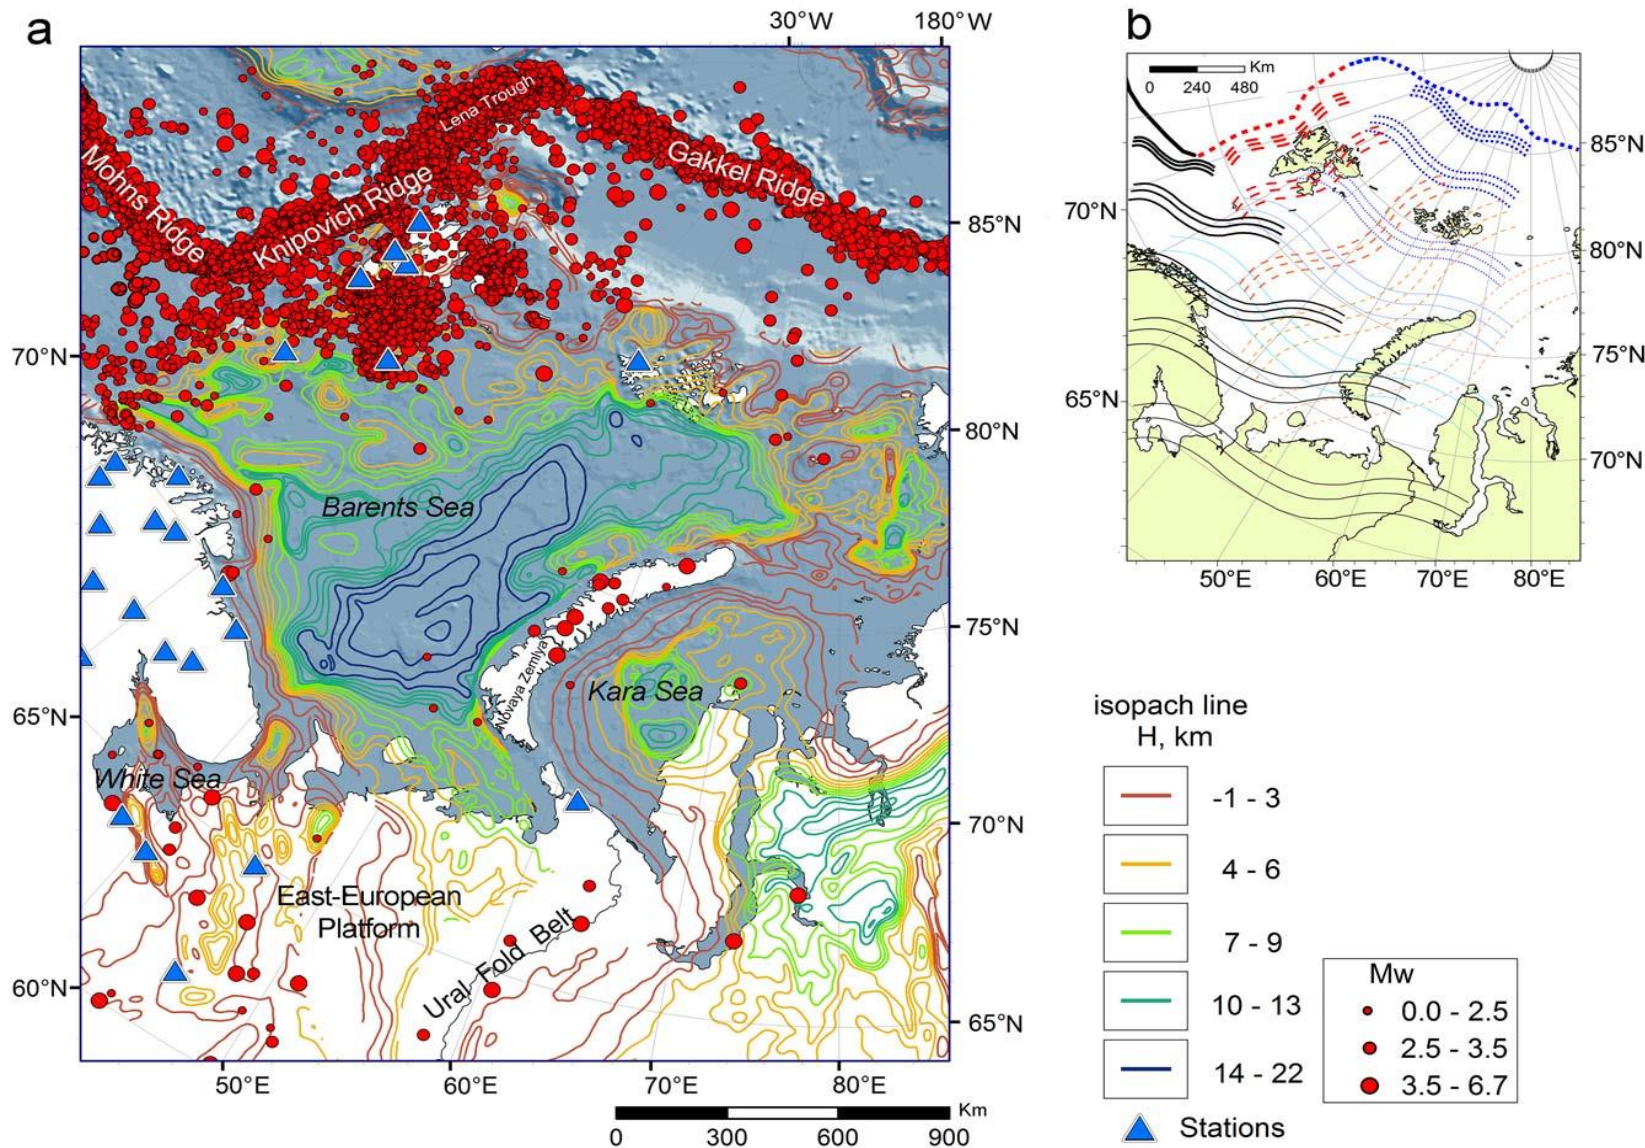 a
30°W
180°W
Lena Trough
Mohns Ridge
Knipovich Ridge
Gakkel Ridge
85°N
70°N
80°N
Barents Sea
75°N
Novaya Zemlya
Kara Sea
65°N
White Sea
70°N
East-European
Platform
Ural Fold Belt
60°N
65°N
50°E
60°E
70°E
80°E
Km
0
300
600
900
b
Km
0
240
480
85°N
70°N
80°N
75°N
65°N
70°N
50°E
60°E
70°E
80°E
isopach line
H, km
-1 - 3
4 - 6
7 - 9
10 - 13
14 - 22
Stations
Mw
0.0 - 2.5
2.5 - 3.5
3.5 - 6.7